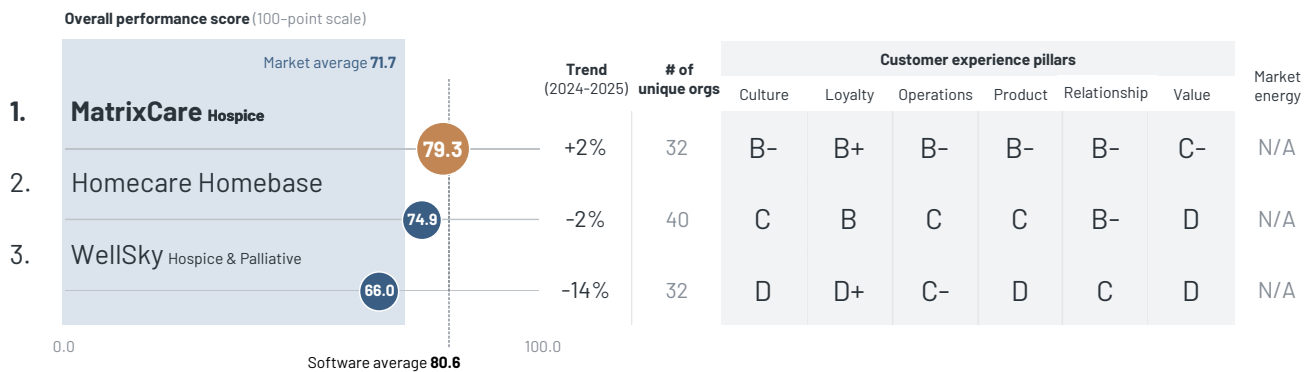 Overall performance score (100-point scale)
Market average 71.7
Trend
(2024-2025)
# of
unique orgs
Customer experience pillars
Culture Loyalty Operations Product Relationship Value
Market
energy
1. MatrixCare Hospice
79.3 +2% 32 B- B+ B- B- B- C- N/A
2. Homecare Homebase
74.9 -2% 40 C B C C B- D N/A
3. WellSky Hospice & Palliative
66.0 -14% 32 D D+ C- D C D N/A
0.0 100.0
Software average 80.6